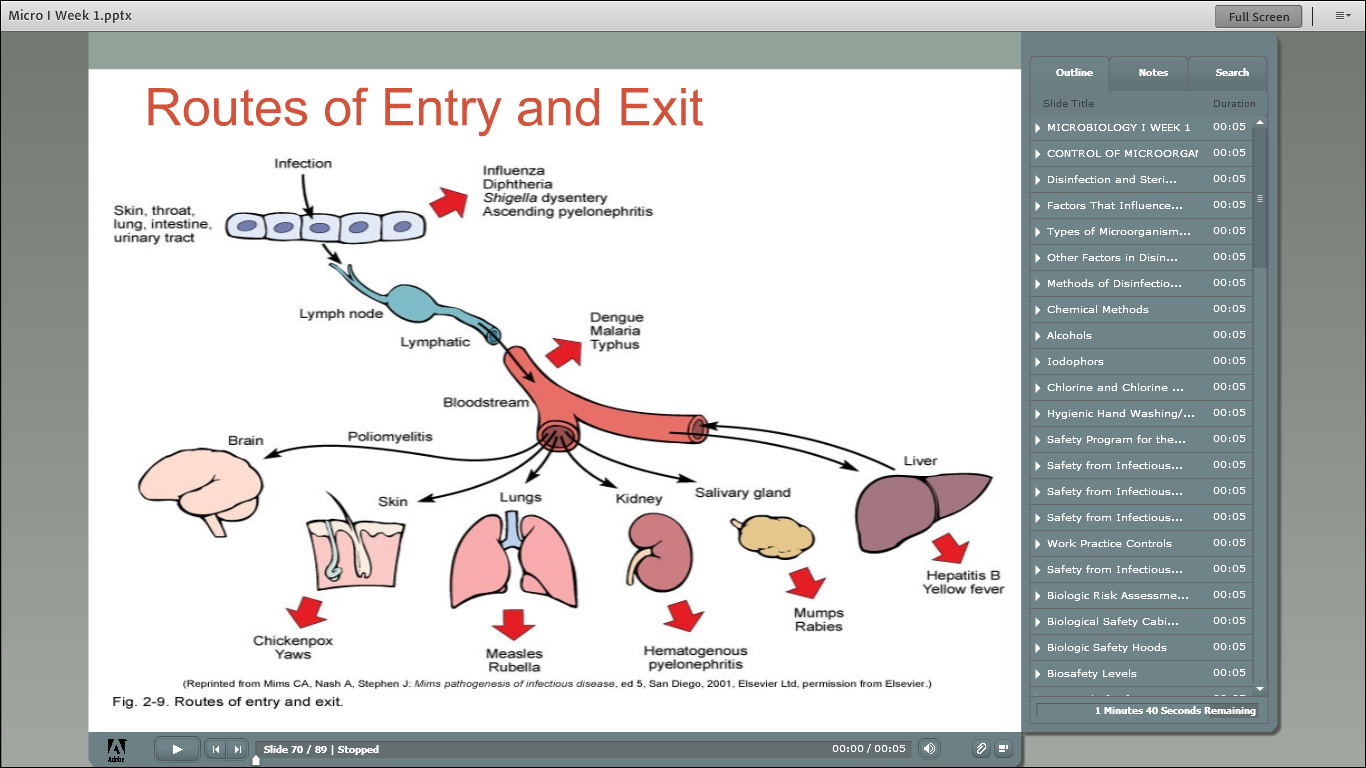 Micro I Week 1.pptx
Full Screen
Routes of Entry and Exit
Infection
Influenza
Diphtheria
Shigella dysentery
Ascending pyelonephritis
Skin, throat,
lung, intestine,
urinary tract
Lymph node
Lymphatic
Dengue
Malaria
Typhus
Bloodstream
Brain
Poliomyelitis
Skin
Lungs
Kidney
Salivary gland
Liver
Chickenpox
Yaws
Measles
Rubella
Hematogenous
pyelonephritis
Mumps
Rabies
Hepatitis B
Yellow fever
(Reprinted from Mims CA, Nash A, Stephen J: Mims pathogenesis of infectious disease, ed 5, San Diego, 2001, Elsevier Ltd, permission from Elsevier.)
Fig. 2-9. Routes of entry and exit.
Outline Notes Search
Slide Title Duration
MICROBIOLOGY I WEEK 1 00:05
CONTROL OF MICROORGAN 00:05
Disinfection and Steri... 00:05
Factors That Influence... 00:05
Types of Microorganism... 00:05
Other Factors in Disin... 00:05
Methods of Disinfectio... 00:05
Chemical Methods 00:05
Alcohols 00:05
Iodophors 00:05
Chlorine and Chlorine ... 00:05
Hygienic Hand Washing/... 00:05
Safety Program for the... 00:05
Safety from Infectious... 00:05
Safety from Infectious... 00:05
Safety from Infectious... 00:05
Work Practice Controls 00:05
Safety from Infectious... 00:05
Biologic Risk Assessme... 00:05
Biological Safety Cabi... 00:05
Biologic Safety Hoods 00:05
Biosafety Levels 00:05
1 Minutes 40 Seconds Remaining
Adobe
Slide 70 / 89 | Stopped
00:00 / 00:05